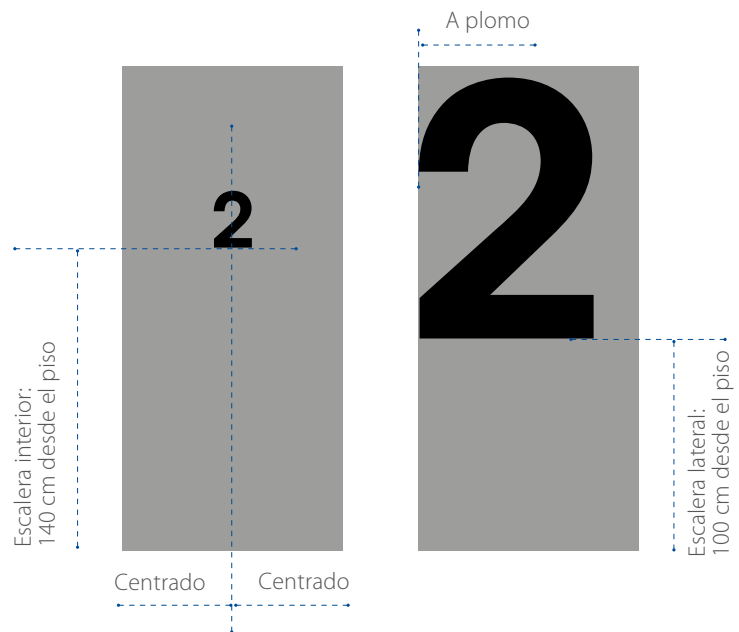 A plomo
2
2
Escalera interior:
140 cm desde el piso
Escalera lateral:
100 cm desde el piso
Centrado
Centrado